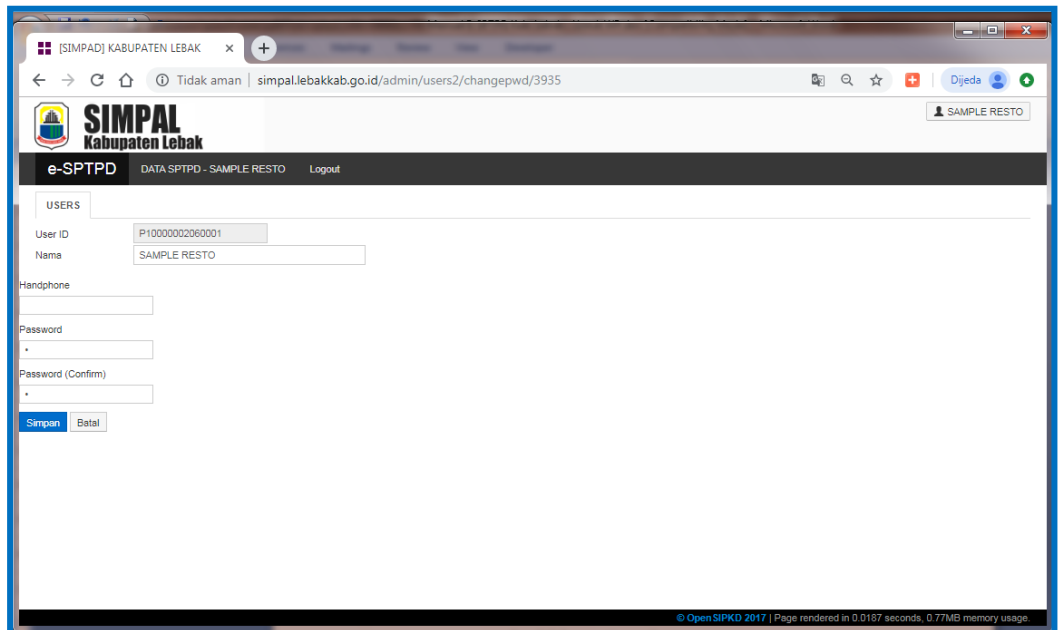 [SIMPAD] KABUPATEN LEBAK
Tidak aman | simpal.lebakkab.go.id/admin/users2/changepwd/3935
Dijeda
SIMPAL
Kabupaten Lebak
SAMPLE RESTO
e-SPTPD DATA SPTPD - SAMPLE RESTO Logout
USERS
User ID P10000002060001
Nama SAMPLE RESTO
Handphone
Password
Password (Confirm)
Simpan Batal
© OpenSIPKD 2017 | Page rendered in 0.0187 seconds, 0.77MB memory usage.